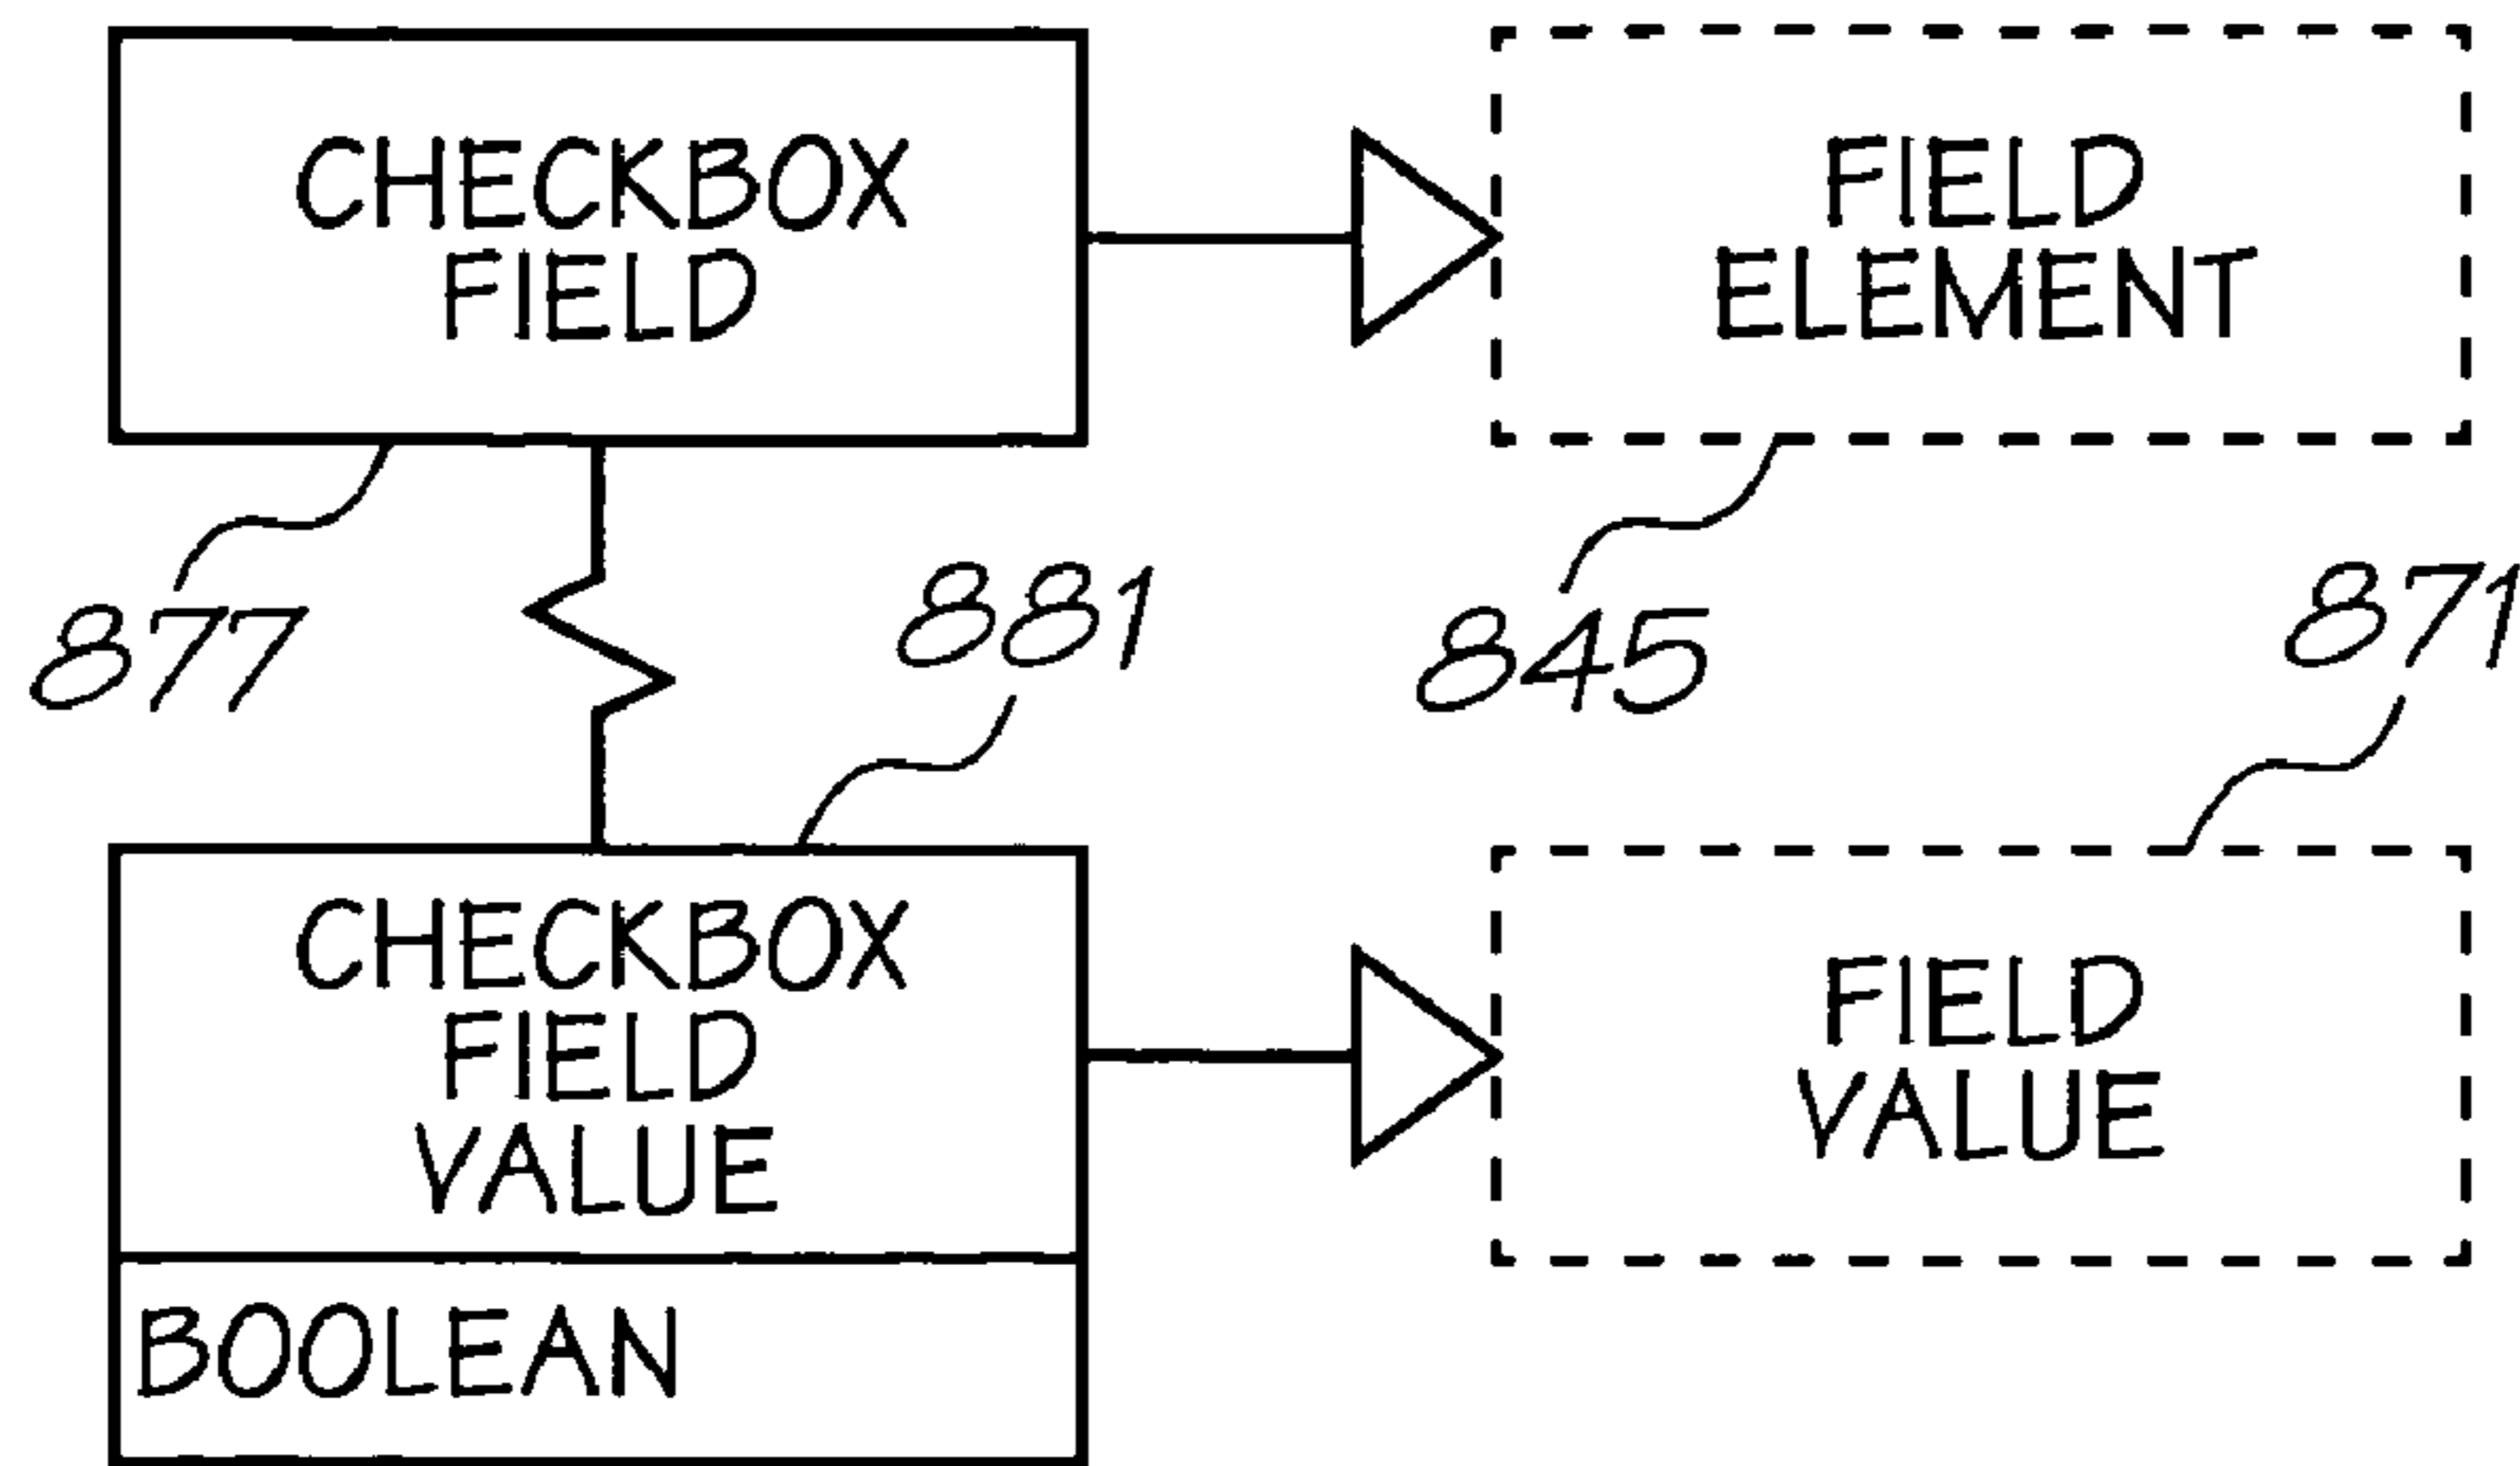 CHECKBOX
FIELD
FIELD
ELEMENT
877
881
845
871
CHECKBOX
FIELD
VALUE
BOOLEAN
FIELD
VALUE